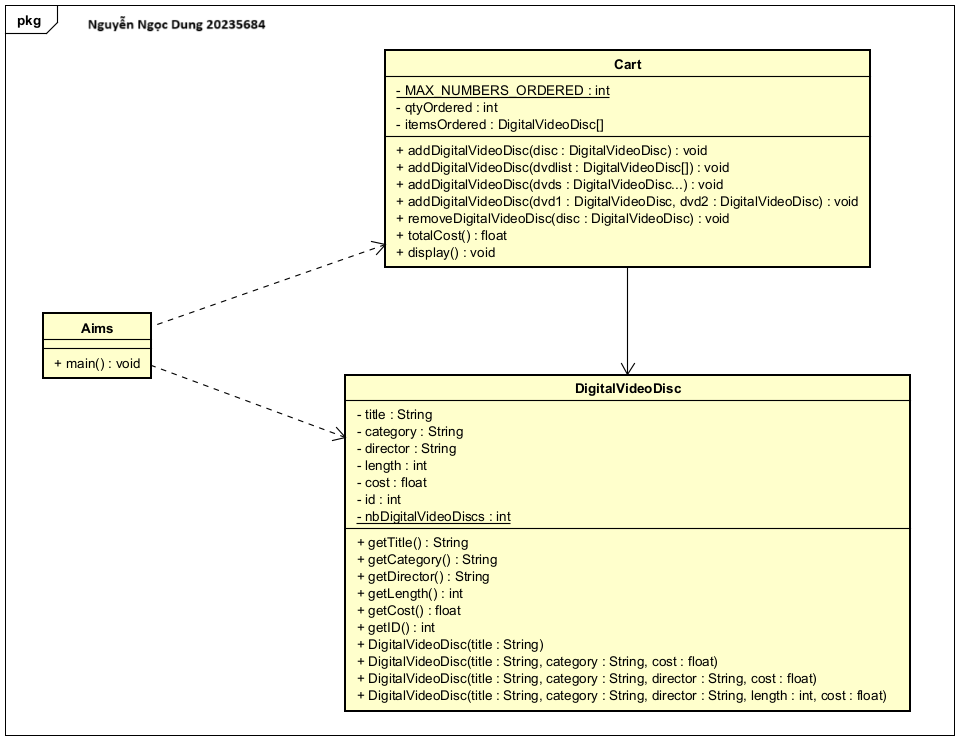 pkg
Nguyễn Ngọc Dung 20235684
Cart
- MAX_NUMBERS_ORDERED : int
- qtyOrdered : int
- itemsOrdered : DigitalVideoDisc[]
+ addDigitalVideoDisc(disc : DigitalVideoDisc) : void
+ addDigitalVideoDisc(dvdlist : DigitalVideoDisc[]) : void
+ addDigitalVideoDisc(dvds : DigitalVideoDisc...) : void
+ addDigitalVideoDisc(dvd1 : DigitalVideoDisc, dvd2 : DigitalVideoDisc) : void
+ removeDigitalVideoDisc(disc : DigitalVideoDisc) : void
+ totalCost() : float
+ display() : void
Aims
+ main() : void
DigitalVideoDisc
- title : String
- category : String
- director : String
- length : int
- cost : float
- id : int
- nbDigitalVideoDiscs : int
+ getTitle() : String
+ getCategory() : String
+ getDirector() : String
+ getLength() : int
+ getCost() : float
+ getID() : int
+ DigitalVideoDisc(title : String)
+ DigitalVideoDisc(title : String, category : String, cost : float)
+ DigitalVideoDisc(title : String, category : String, director : String, cost : float)
+ DigitalVideoDisc(title : String, category : String, director : String, length : int, cost : float)